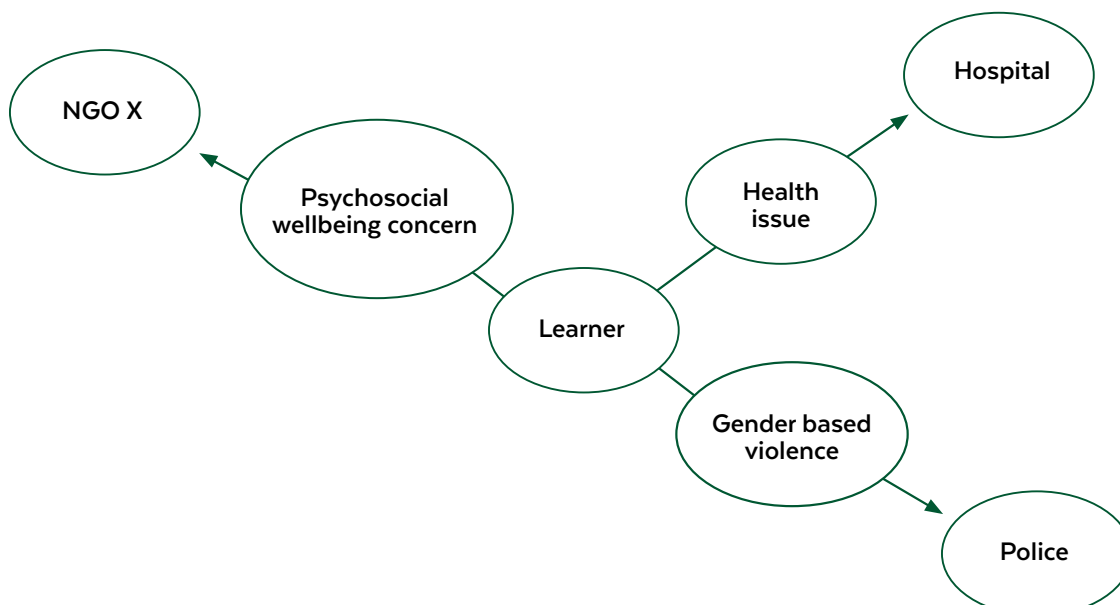 Hospital
NGO X
Psychosocial
wellbeing concern
Health
issue
Learner
Gender based
violence
Police